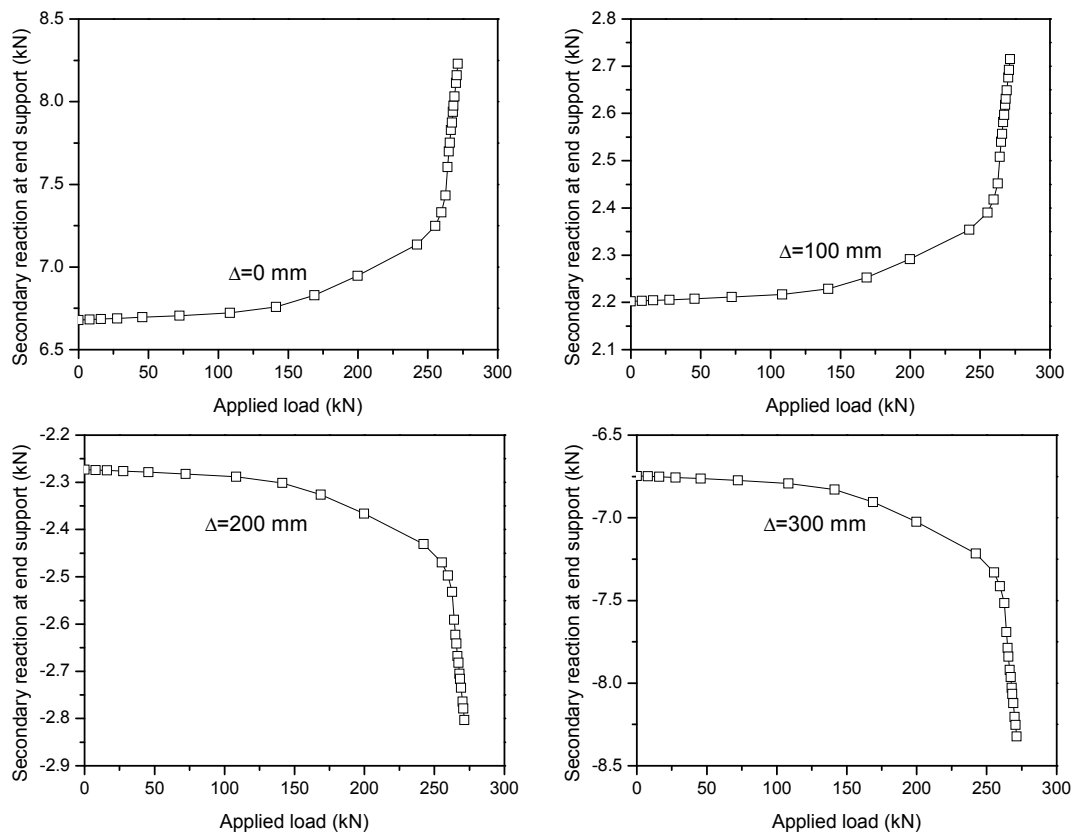 Secondary reaction at end support (kN)
8.5
8.0
7.5
7.0
6.5
Δ=0 mm
0 50 100 150 200 250 300
Applied load (kN)
Secondary reaction at end support (kN)
2.8
2.7
2.6
2.5
2.4
2.3
2.2
2.1
Δ=100 mm
0 50 100 150 200 250 300
Applied load (kN)
Secondary reaction at end support (kN)
-2.2
-2.3
-2.4
-2.5
-2.6
-2.7
-2.8
-2.9
Δ=200 mm
0 50 100 150 200 250 300
Applied load (kN)
Secondary reaction at end support (kN)
-6.5
-7.0
-7.5
-8.0
-8.5
Δ=300 mm
0 50 100 150 200 250 300
Applied load (kN)